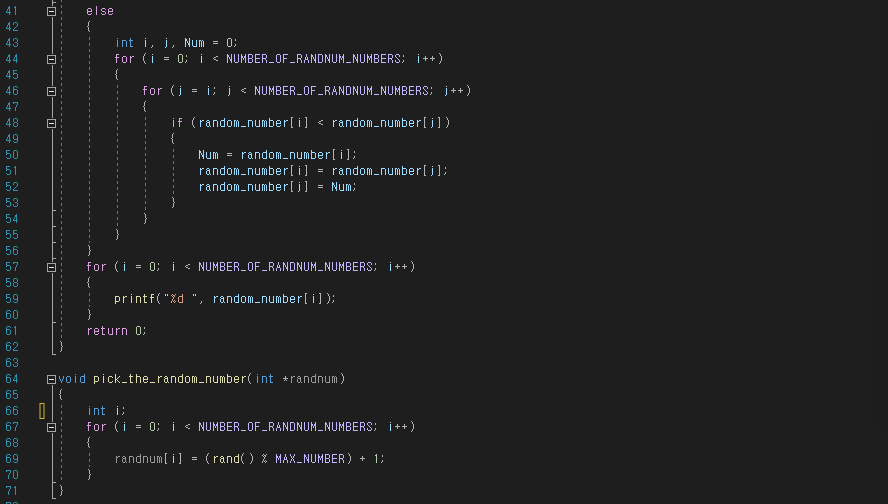 41 else
42 {
43 int i, j, Num = 0;
44 for (i = 0; i < NUMBER_OF_RANDNUM_NUMBERS; i++)
45 {
46 for (j = i; j < NUMBER_OF_RANDNUM_NUMBERS; j++)
47 {
48 if (random_number[i] < random_number[j])
49 {
50 Num = random_number[i];
51 random_number[i] = random_number[j];
52 random_number[j] = Num;
53 }
54 }
55 }
56 }
57 for (i = 0; i < NUMBER_OF_RANDNUM_NUMBERS; i++)
58 {
59 printf("%d ", random_number[i]);
60 }
61 return 0;
62 }
63
64 void pick_the_random_number(int *randnum)
65 {
66 int i;
67 for (i = 0; i < NUMBER_OF_RANDNUM_NUMBERS; i++)
68 {
69 randnum[i] = (rand() % MAX_NUMBER) + 1;
70 }
71 }